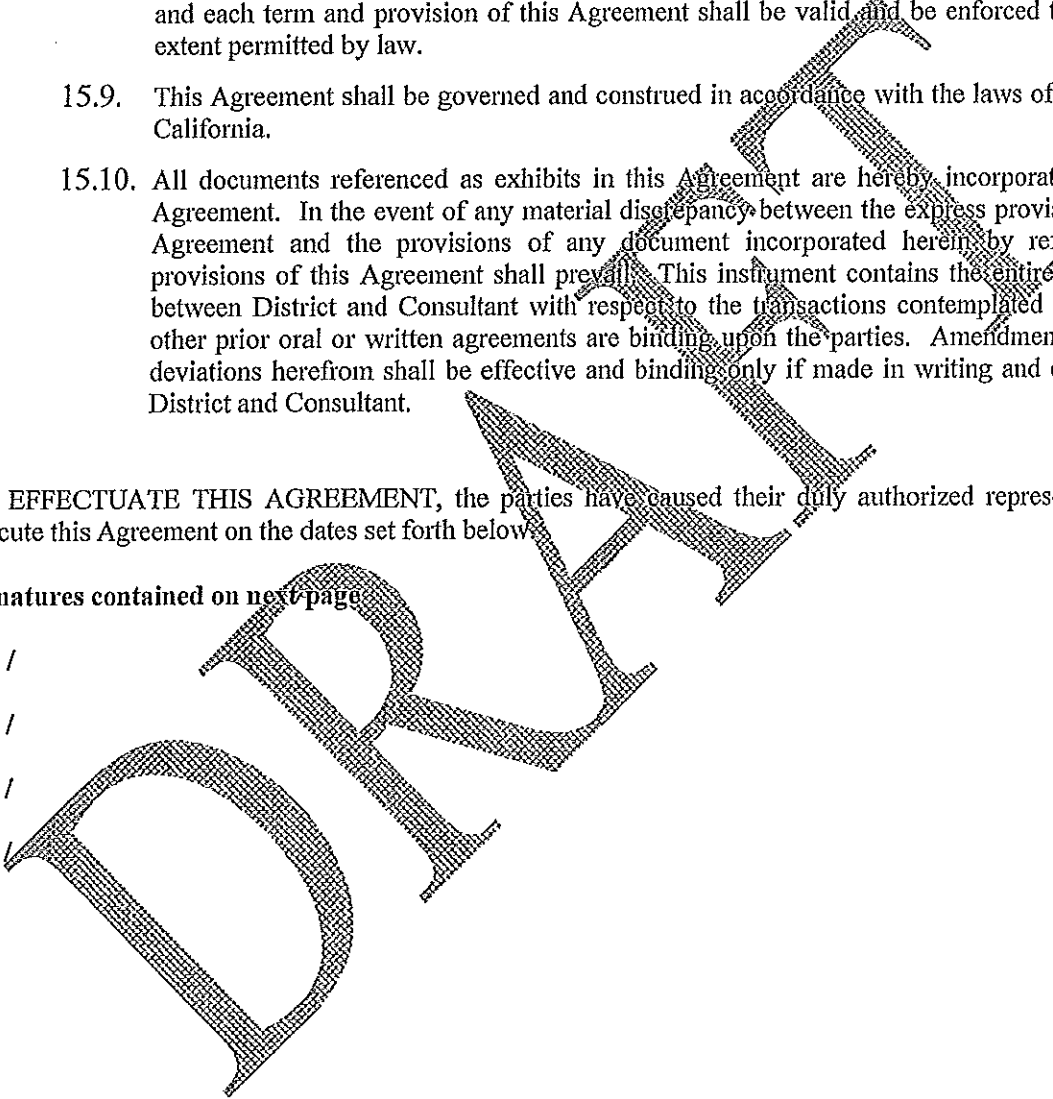 and each term and provision of this Agreement shall be valid and be enforced t
extent permitted by law.
15.9. This Agreement shall be governed and construed in accordance with the laws of
California.
15.10. All documents referenced as exhibits in this Agreement are hereby incorporat
Agreement. In the event of any material discrepancy between the express provis
Agreement and the provisions of any document incorporated herein by re
provisions of this Agreement shall prevail. This instrument contains the entire
between District and Consultant with respect to the transactions contemplated
other prior oral or written agreements are binding upon the parties. Amendmen
deviations herefrom shall be effective and binding only if made in writing and
District and Consultant.
EFFECTUATE THIS AGREEMENT, the parties have caused their duly authorized repres
cute this Agreement on the dates set forth below
natures contained on next page
/
/
/
/
DRAFT